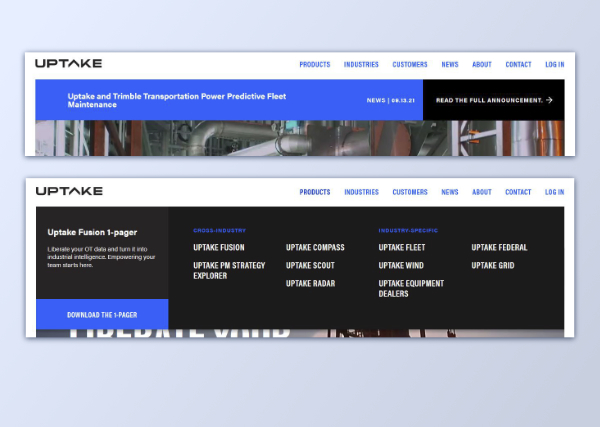 UPTAKE
PRODUCTS INDUSTRIES CUSTOMERS NEWS ABOUT CONTACT LOG IN
Uptake and Trimble Transportation Power Predictive Fleet
Maintenance
NEWS | 09.13.21
READ THE FULL ANNOUNCEMENT. →
UPTAKE
PRODUCTS INDUSTRIES CUSTOMERS NEWS ABOUT CONTACT LOG IN
Uptake Fusion 1-pager
Liberate your OT data and turn it into
industrial intelligence. Empowering your
team starts here.
DOWNLOAD THE 1-PAGER
CROSS-INDUSTRY
UPTAKE FUSION
UPTAKE PM STRATEGY
EXPLORER
UPTAKE COMPASS
UPTAKE SCOUT
UPTAKE RADAR
INDUSTRY-SPECIFIC
UPTAKE FLEET
UPTAKE WIND
UPTAKE EQUIPMENT
DEALERS
UPTAKE FEDERAL
UPTAKE GRID